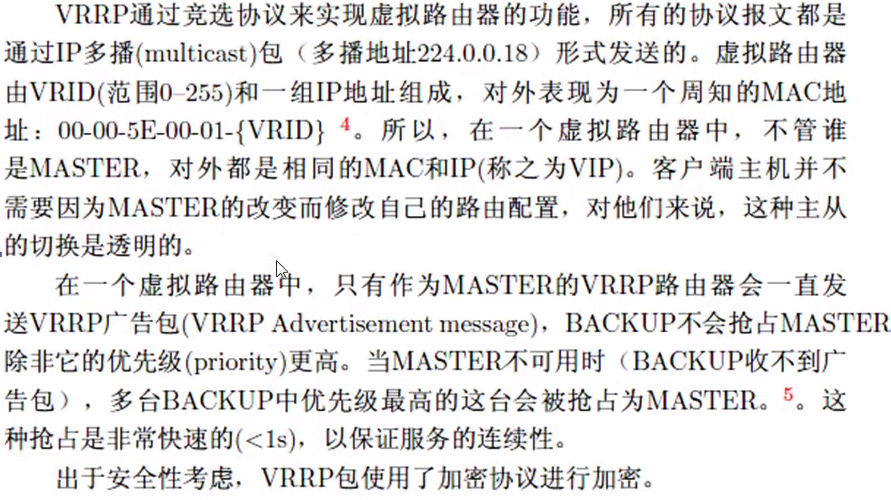 VRRP通过竞选协议来实现虚拟路由器的功能，所有的协议报文都是
通过IP多播(multicast)包（多播地址224.0.0.18）形式发送的。虚拟路由器
由VRID(范围0–255)和一组IP地址组成，对外表现为一个周知的MAC地
址：00-00-5E-00-01-{VRID} 4。所以，在一个虚拟路由器中，不管谁
是MASTER，对外都是相同的MAC和IP(称之为VIP)。客户端主机并不
需要因为MASTER的改变而修改自己的路由配置，对他们来说，这种主从
的切换是透明的。
在一个虚拟路由器中，只有作为MASTER的VRRP路由器会一直发
送VRRP广告包(VRRP Advertisement message)，BACKUP不会抢占MASTER
除非它的优先级(priority)更高。当MASTER不可用时（BACKUP收不到广
告包），多台BACKUP中优先级最高的这台会被抢占为MASTER。5。这
种抢占是非常快速的(<1s)，以保证服务的连续性。
出于安全性考虑，VRRP包使用了加密协议进行加密。